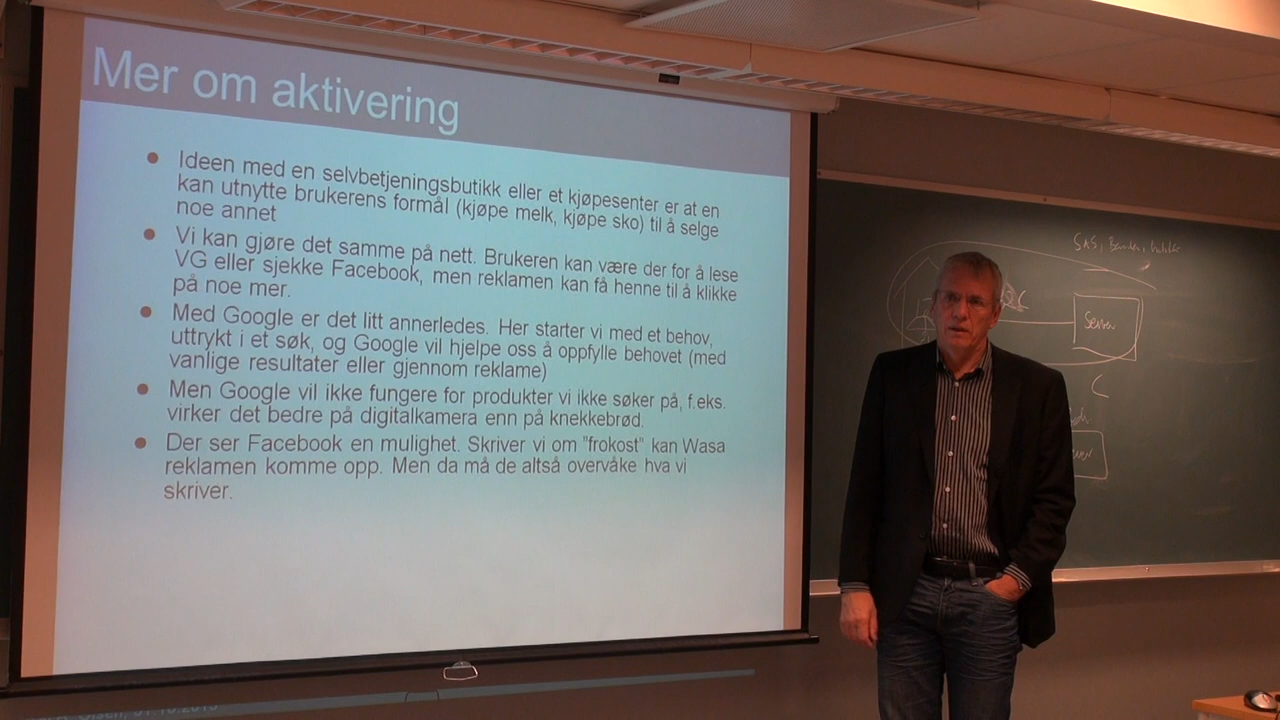 Mer om aktivering
Ideen med en selvbetjeningsbutikk eller et kjøpesenter er at en
kan utnytte brukerens formål (kjøpe melk, kjøpe sko) til å selge
noe annet
Vi kan gjøre det samme på nett. Brukeren kan være der for å lese
VG eller sjekke Facebook, men reklamen kan få henne til å klikke
på noe mer.
Med Google er det litt annerledes. Her starter vi med et behov,
uttrykt i et søk, og Google vil hjelpe oss å oppfylle behovet (med
vanlige resultater eller gjennom reklame)
Men Google vil ikke fungere for produkter vi ikke søker på, f.eks.
virker det bedre på digitalkamera enn på knekkebrød.
Der ser Facebook en mulighet. Skriver vi om "frokost" kan Wasa
reklamen komme opp. Men da må de altså overvåke hva vi
skriver.
SAS,
Server
C